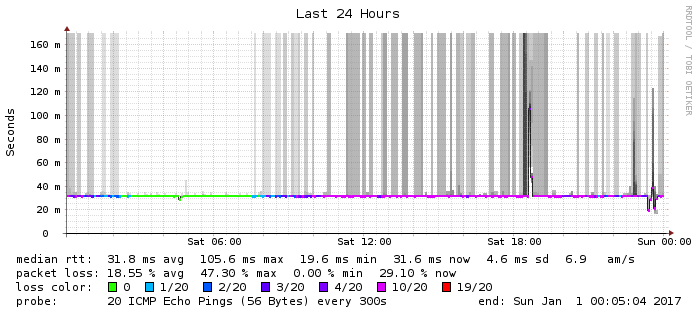 Last 24 Hours
RRDTOOL / TOBI OETIKER
Seconds
160 m
140 m
120 m
100 m
80 m
60 m
40 m
20 m
0
Sat 06:00 Sat 12:00 Sat 18:00 Sun 00:00
median rtt: 31.8 ms avg 105.6 ms max 19.6 ms min 31.6 ms now 4.6 ms sd 6.9 am/s
packet loss: 18.55 % avg 47.30 % max 0.00 % min 29.10 % now
loss color: 0 1/20 2/20 3/20 4/20 10/20 19/20
probe: 20 ICMP Echo Pings (56 Bytes) every 300s end: Sun Jan 1 00:05:04 2017